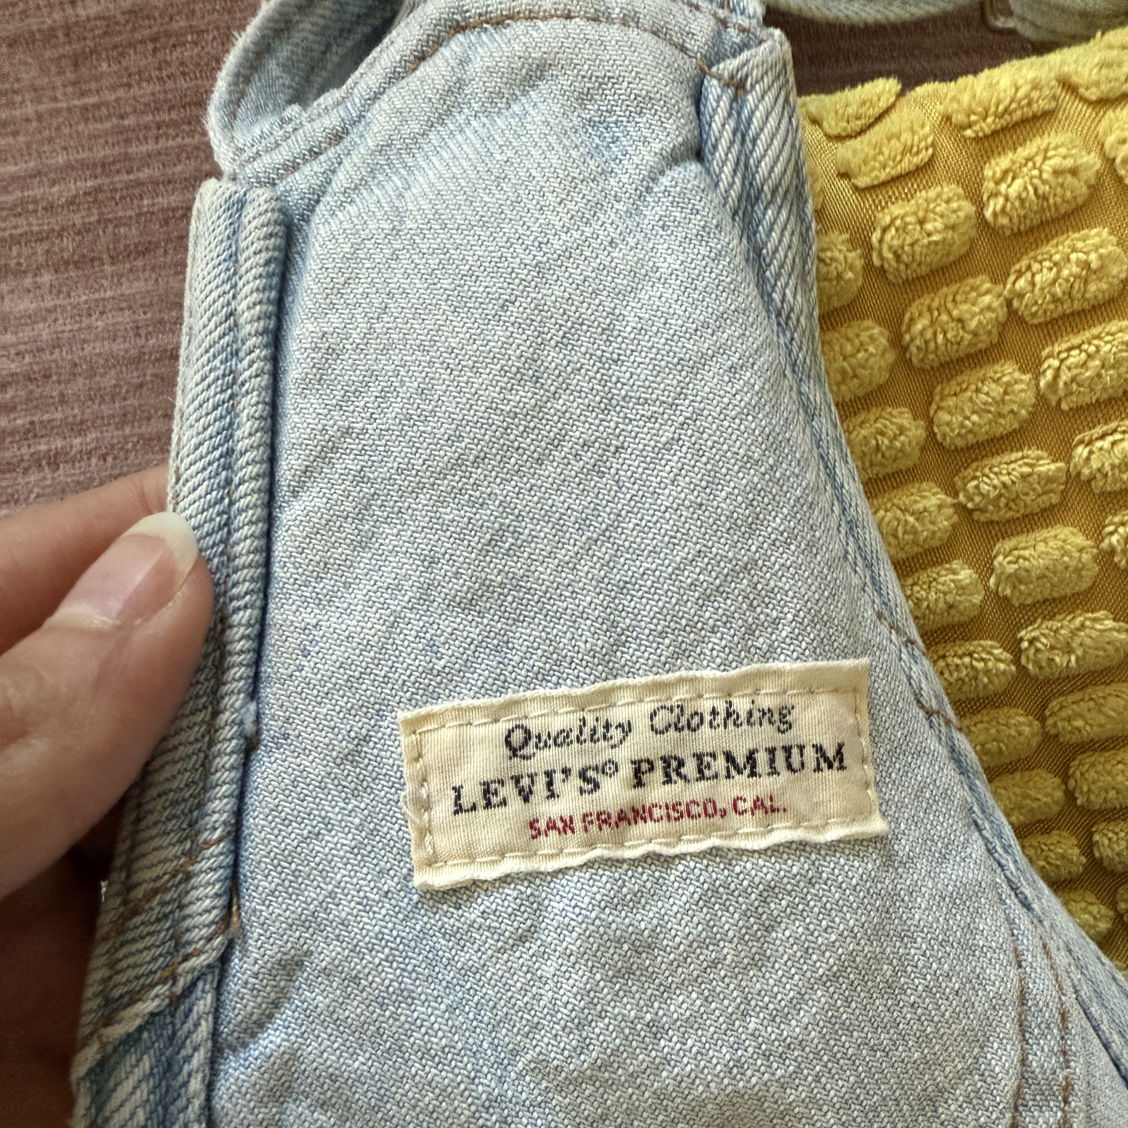 Quality Clothing
LEVI'S® PREMIUM
SAN FRANCISCO, CAL.